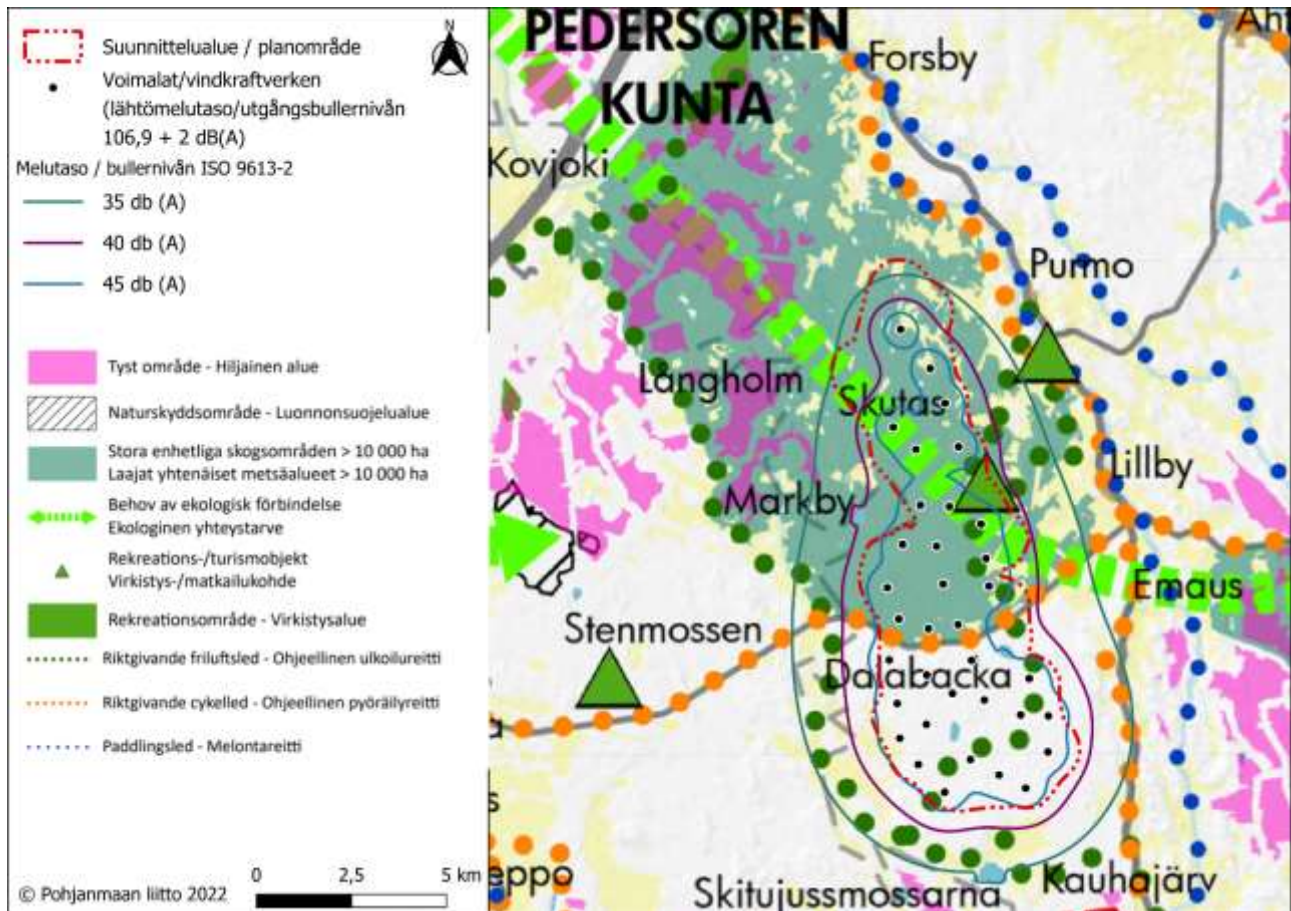 Suunnittelualue / planområde
N
Voimalat/vindkraftverken
(lähtömelutaso/utgångsbullernivån
106,9 + 2 dB(A)
Melutaso / bullernivån ISO 9613-2
35 db (A)
40 db (A)
45 db (A)
Tyst område - Hiljainen alue
Naturskyddsområde - Luonnonsuojelualue
Stora enhetliga skogsområden > 10 000 ha
Laajat yhtenäiset metsäalueet > 10 000 ha
Behov av ekologisk förbindelse
Ekologinen yhteystarve
Rekreations-/turismobjekt
Virkistys-/matkailukohde
Rekreationsområde - Virkistysalue
Riktgivande friluftsled - Ohjeellinen ulkoilureitti
Riktgivande cykelled - Ohjeellinen pyöräilyreitti
Paddlingsled - Melontareitti
0 2,5 5 km
© Pohjanmaan liitto 2022
PEDERSÖREN
KUNTA
Forsby
Äht
Kovjoki
Purmo
Långholm
Skutas
Markby
Lillby
Emaus
Stenmossen
Dalabacka
a
s
eppo
Skitujussmossarna
Kauhajärv